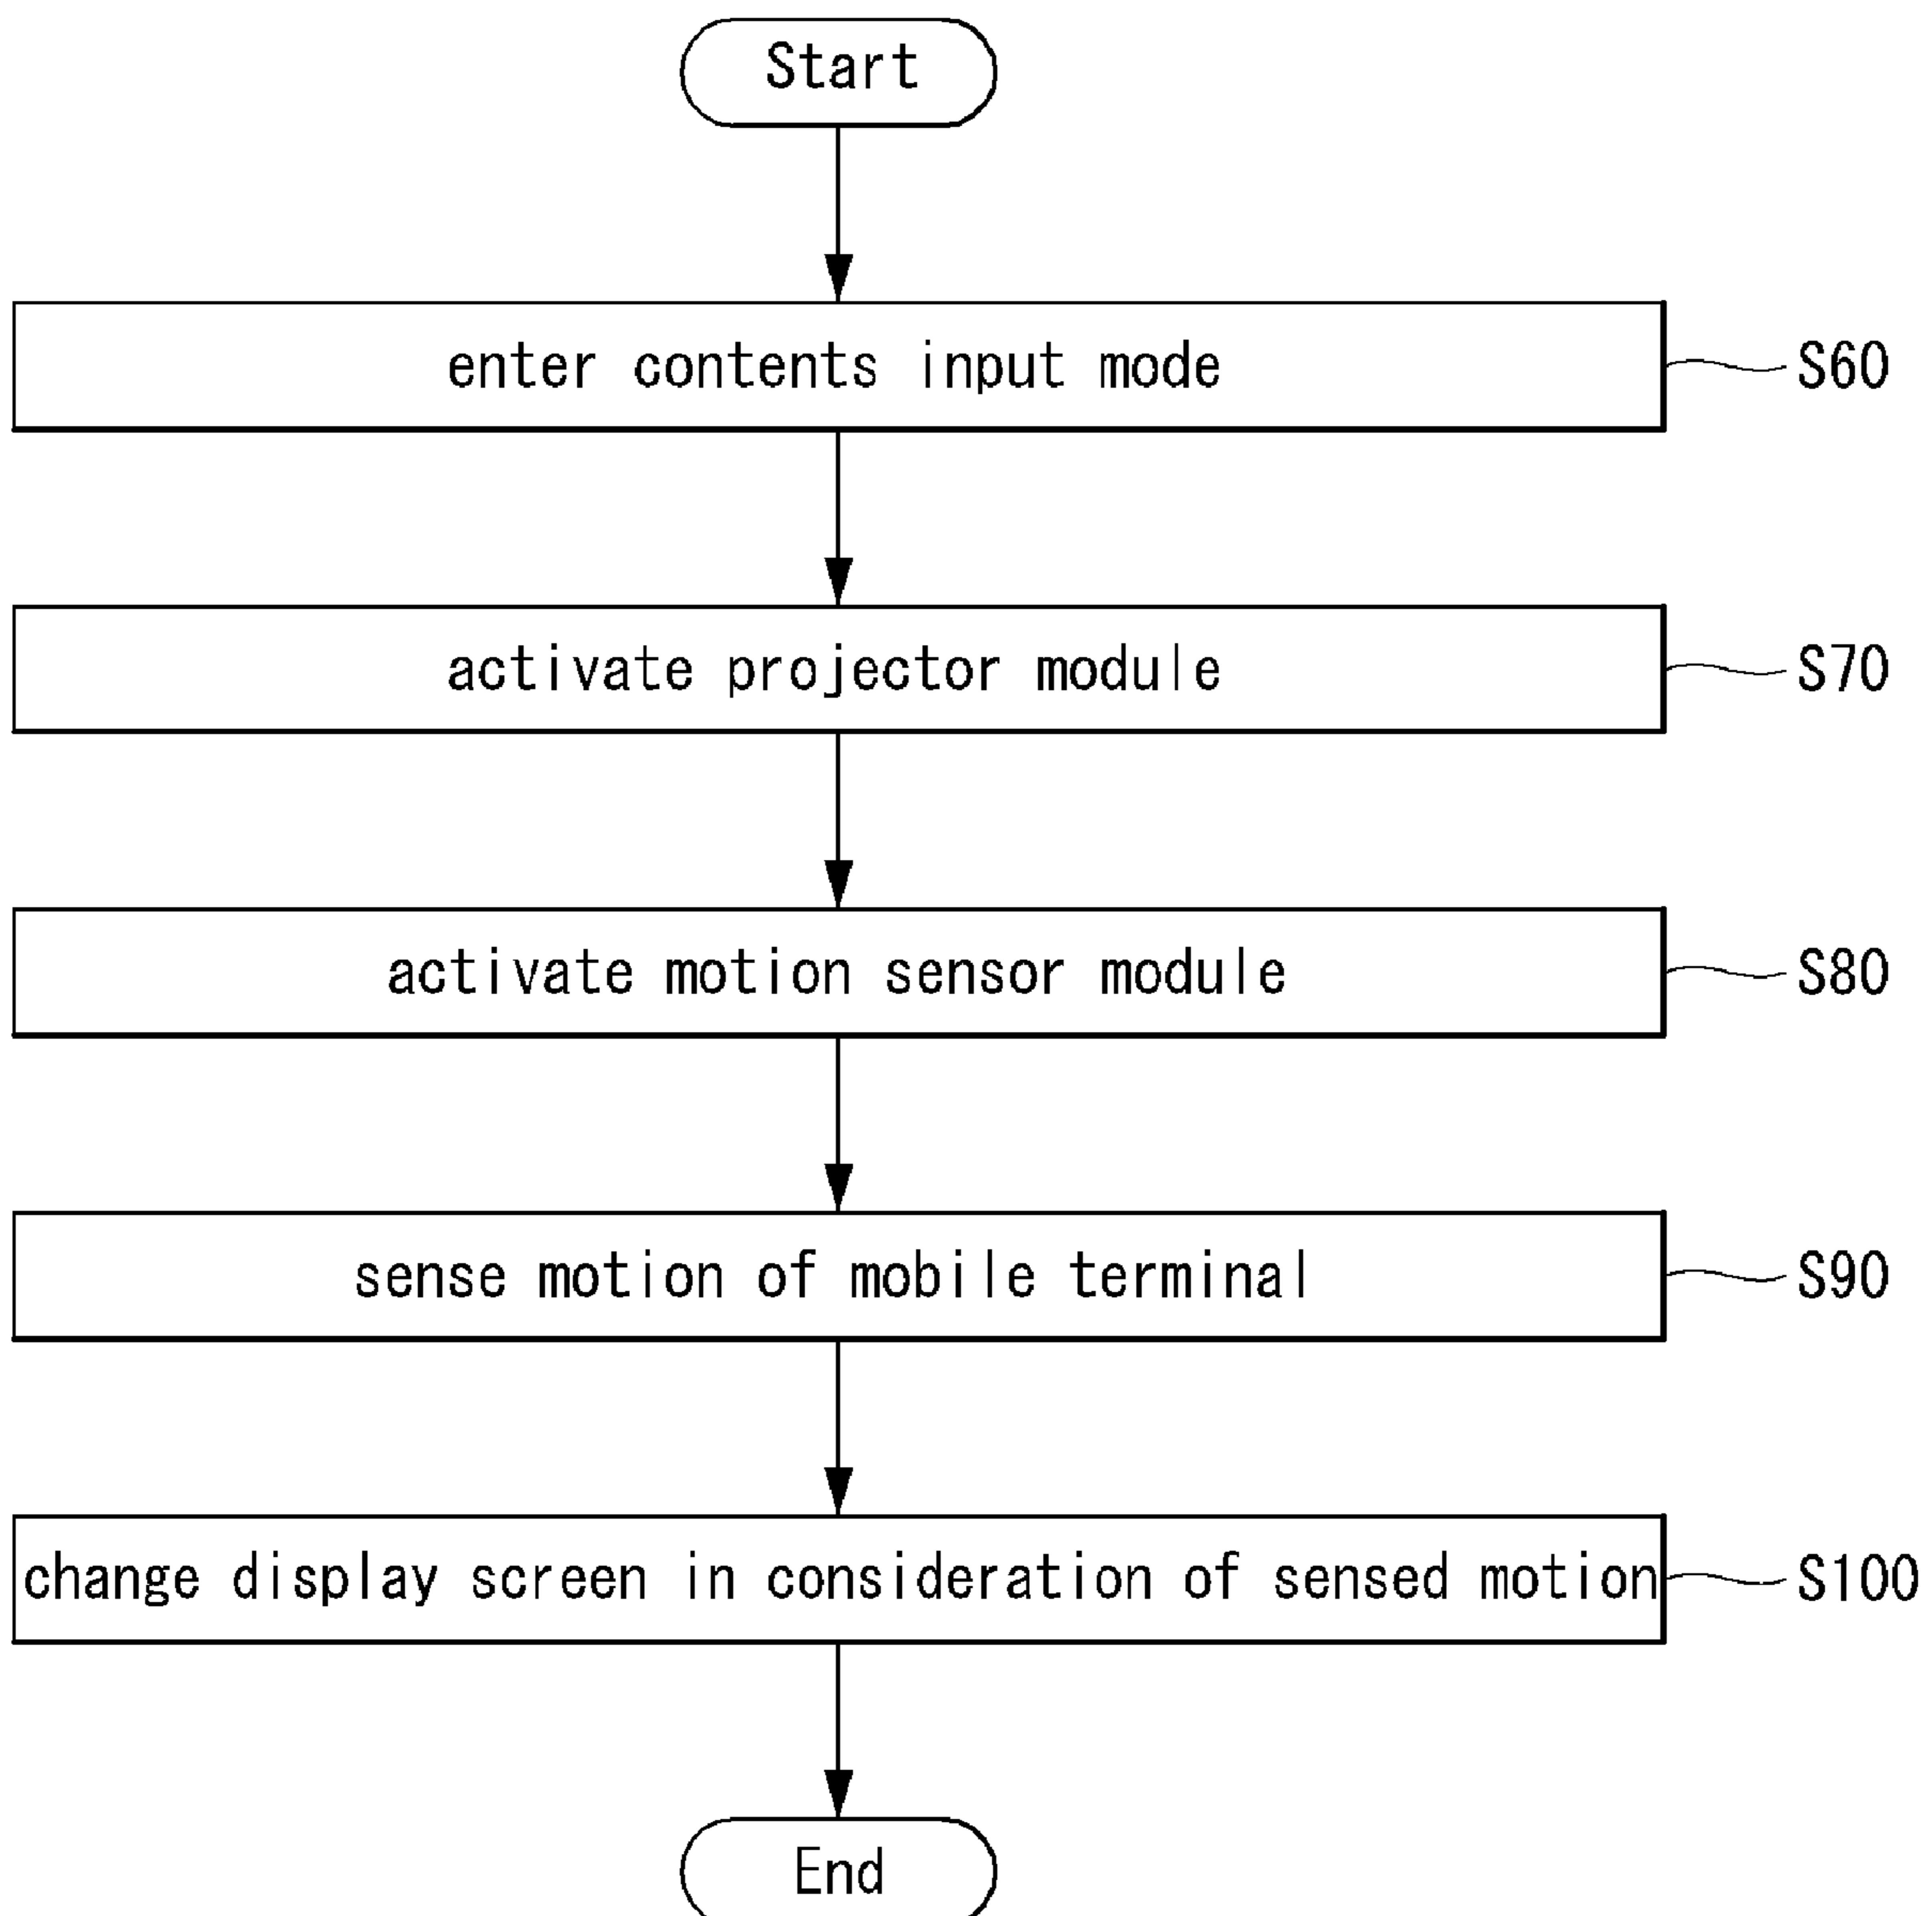 Start
enter contents input mode S60
activate projector module S70
activate motion sensor module S80
sense motion of mobile terminal S90
change display screen in consideration of sensed motion S100
End